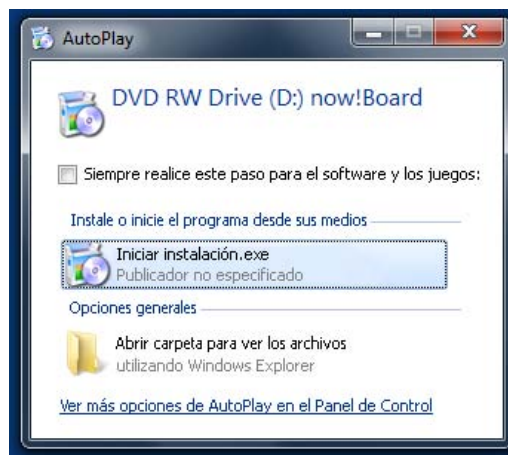 AutoPlay
DVD RW Drive (D:) now!Board
Siempre realice este paso para el software y los juegos:
Instale o inicie el programa desde sus medios
Iniciar instalación.exe
Publicador no especificado
Opciones generales
Abrir carpeta para ver los archivos
utilizando Windows Explorer
Ver más opciones de AutoPlay en el Panel de Control